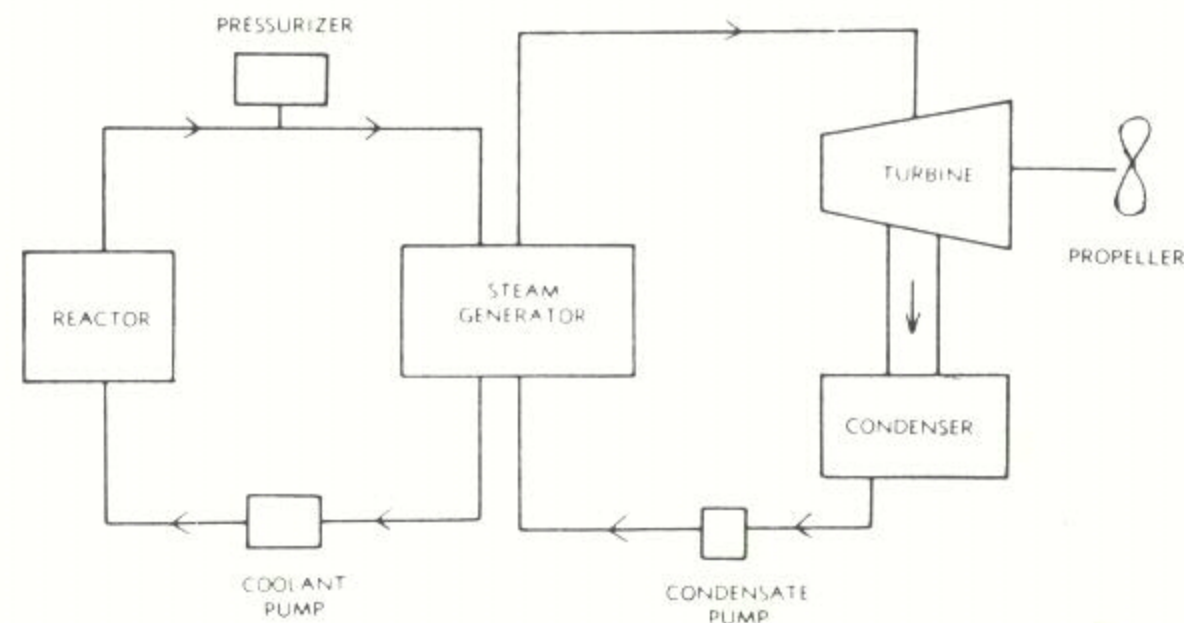 PRESSURIZER
TURBINE
PROPELLER
REACTOR
STEAM
GENERATOR
CONDENSER
COOLANT
PUMP
CONDENSATE
PUMP